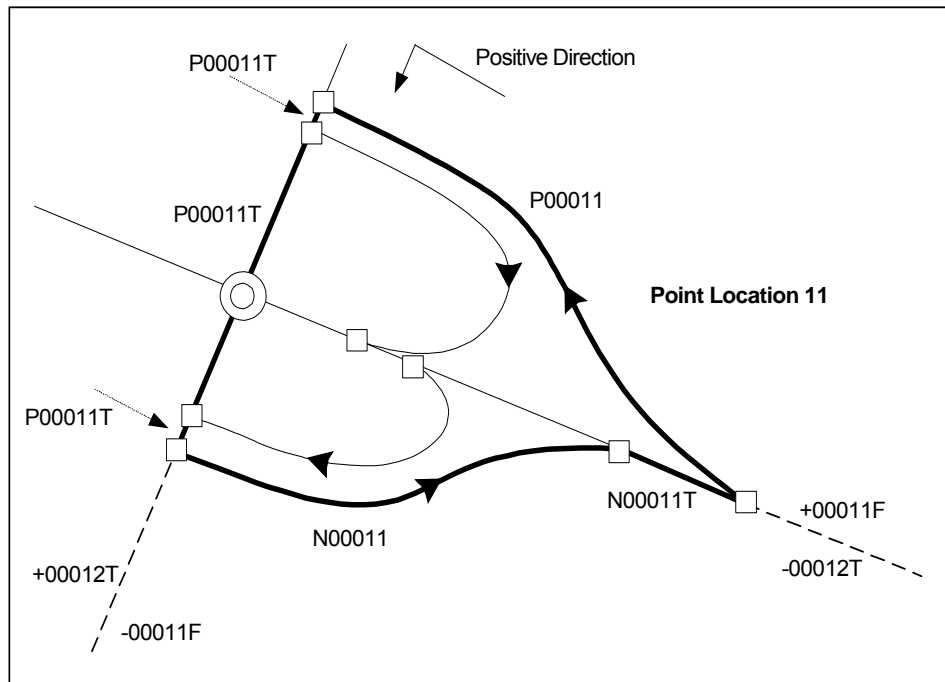 Positive Direction
P00011T
P00011
P00011T
Point Location 11
P00011T
N00011T
+00011F
N00011
-00012T
+00012T
-00011F